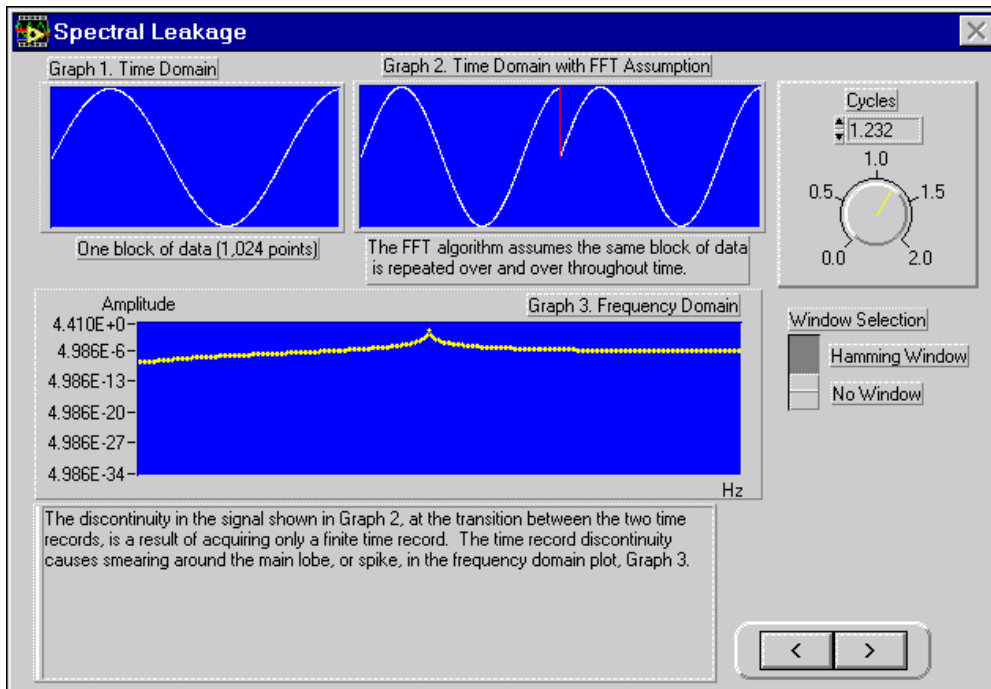 Spectral Leakage
Graph 1. Time Domain
Graph 2. Time Domain with FFT Assumption
One block of data (1,024 points)
The FFT algorithm assumes the same block of data
is repeated over and over throughout time.
Cycles
1.232
1.0
0.5
1.5
0.0
2.0
Amplitude
Graph 3. Frequency Domain
4.410E+0
4.986E-6
4.986E-13
4.986E-20
4.986E-27
4.986E-34
Hz
Window Selection
Hamming Window
No Window
The discontinuity in the signal shown in Graph 2, at the transition between the two time
records, is a result of acquiring only a finite time record.  The time record discontinuity
causes smearing around the main lobe, or spike, in the frequency domain plot, Graph 3.
< >